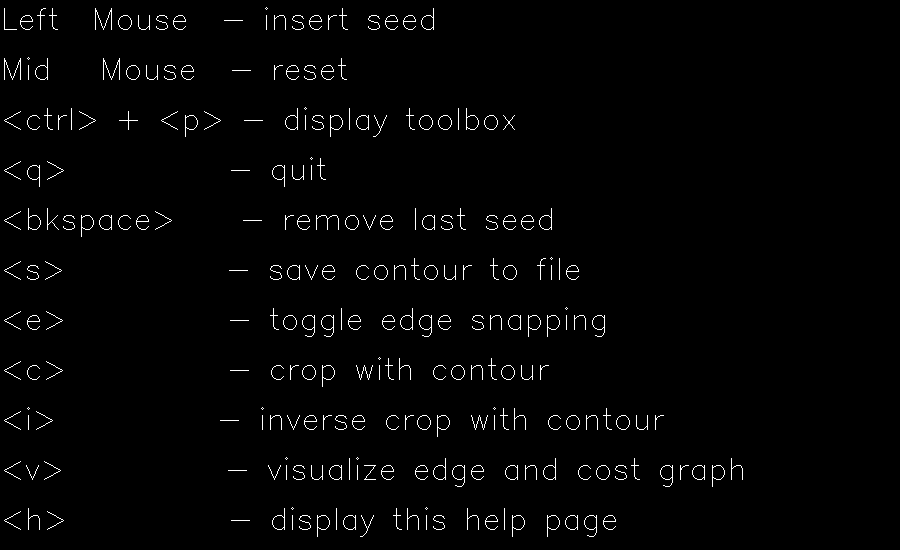 Left  Mouse  - insert seed
Mid   Mouse  - reset
<ctrl> + <p> - display toolbox
<q>            - quit
<bkspace>    - remove last seed
<s>            - save contour to file
<e>            - toggle edge snapping
<c>            - crop with contour
<i>            - inverse crop with contour
<v>            - visualize edge and cost graph
<h>            - display this help page